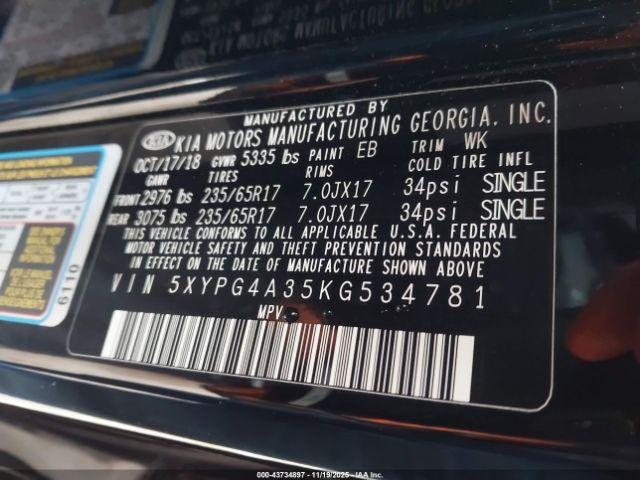 MANUFACTURED BY
KIA KIA MOTORS MANUFACTURING GEORGIA, INC.
OCT/17/18 GVWR 5335 lbs PAINT EB TRIM WK
GAWR TIRES RIMS COLD TIRE INFL
FRONT 2976 lbs 235/65R17 7.0JX17 34psi SINGLE
REAR 3075 lbs 235/65R17 7.0JX17 34psi SINGLE
THIS VEHICLE CONFORMS TO ALL APPLICABLE U.S.A. FEDERAL
MOTOR VEHICLE SAFETY AND THEFT PREVENTION STANDARDS
IN EFFECT ON THE DATE OF MANUFACTURE SHOWN ABOVE
VIN 5XYPG4A35KG534781
MPV
6110
000-43734897 - 11/19/2025 - IAA Inc.